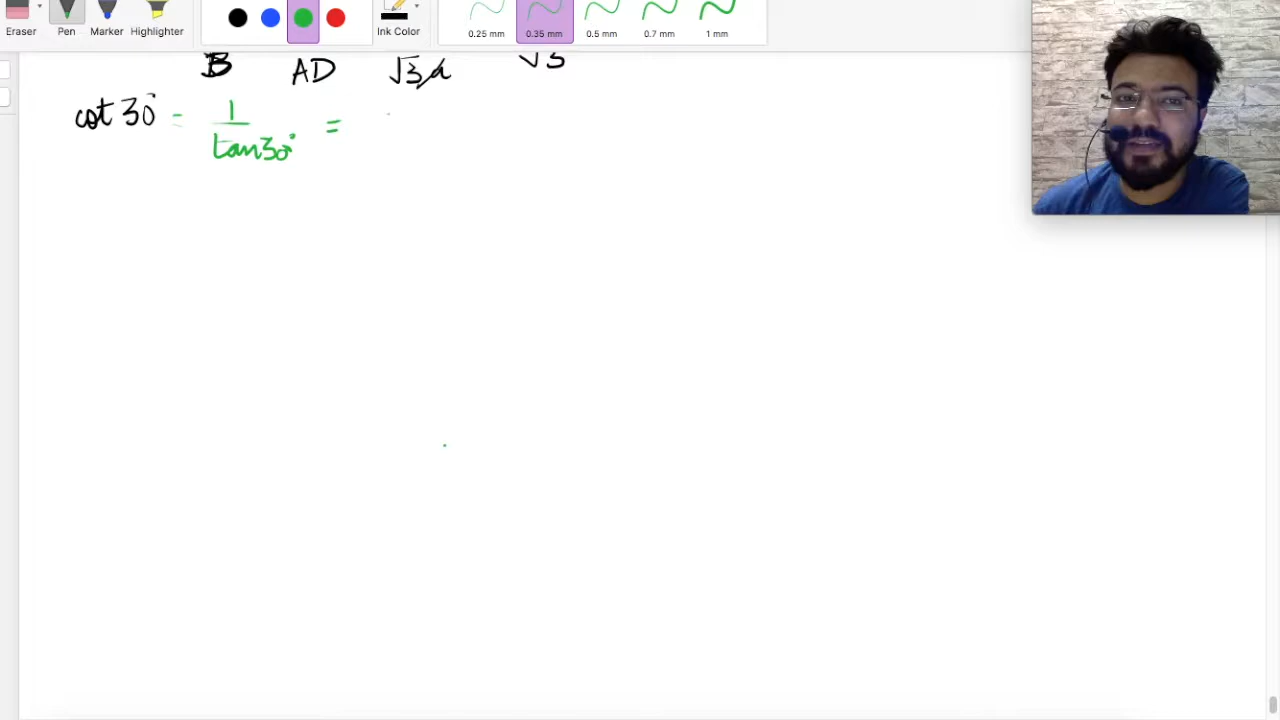 Eraser Pen Marker Highlighter Ink Color 0.25 mm 0.35 mm 0.5 mm 0.7 mm 1 mm
B AD √3a √3
cot 30° = 1/tan30° =